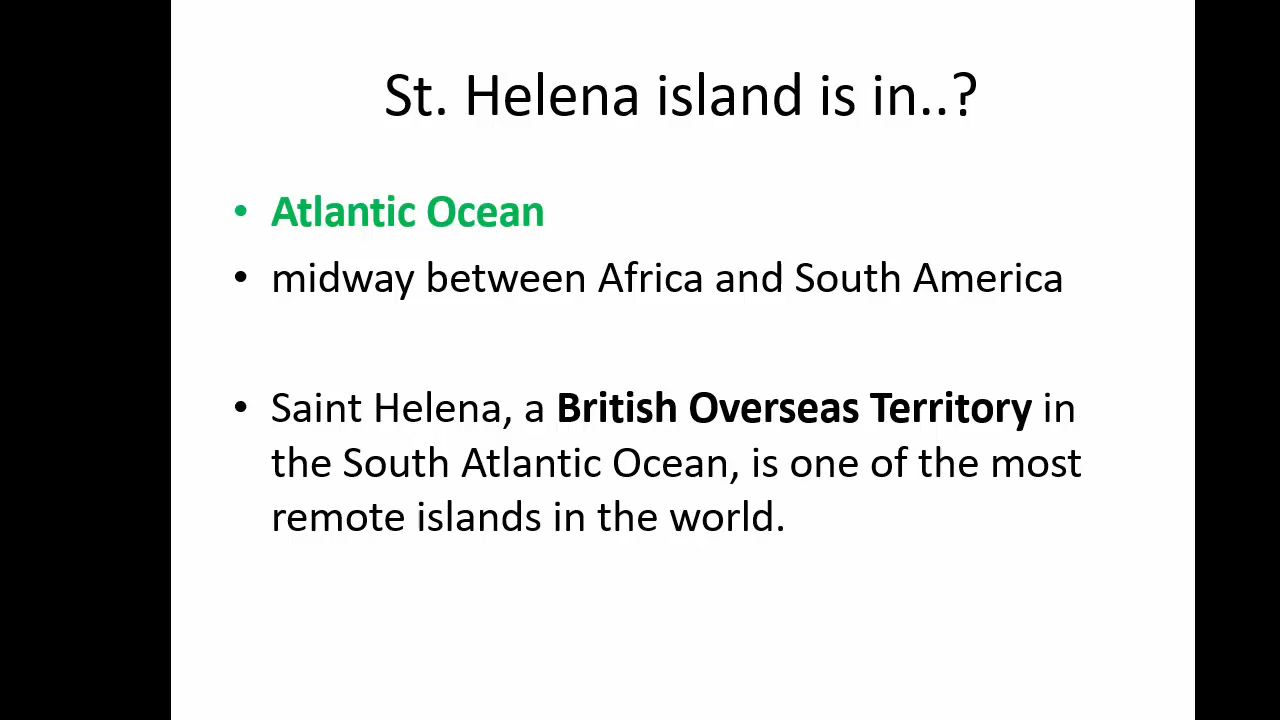 St. Helena island is in..?
• Atlantic Ocean
• midway between Africa and South America
• Saint Helena, a British Overseas Territory in
the South Atlantic Ocean, is one of the most
remote islands in the world.